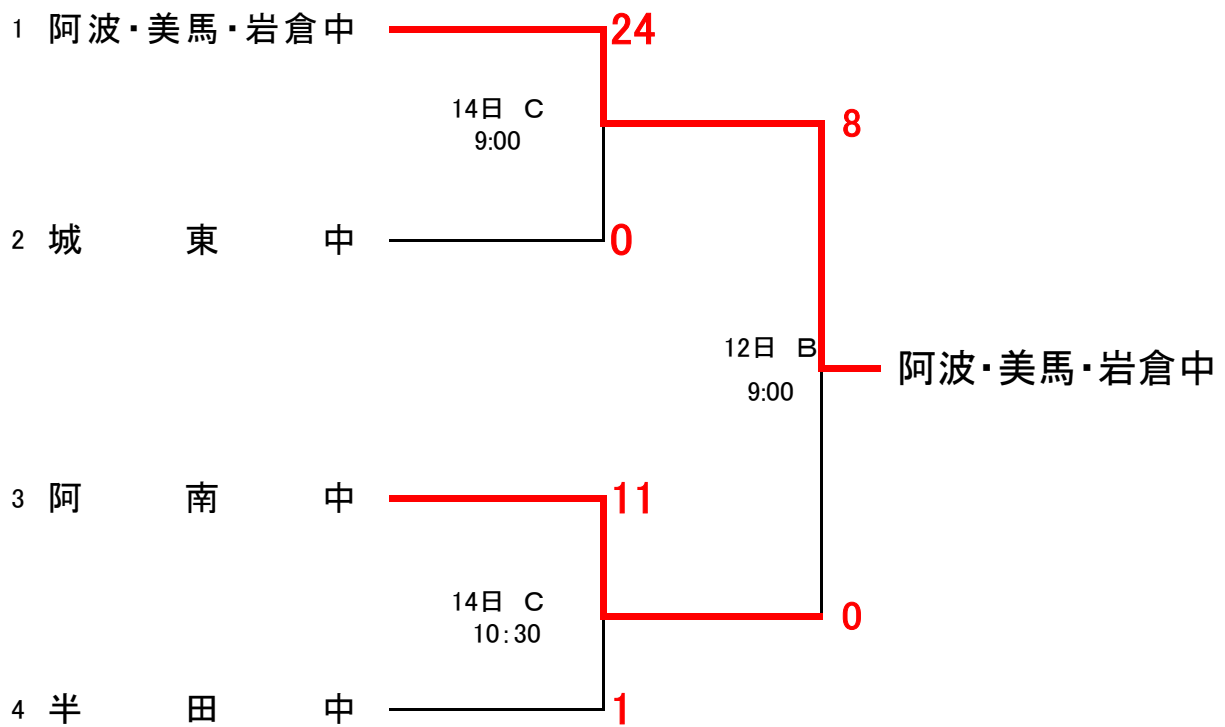 1 阿波・美馬・岩倉中 24
14日 C
9:00
8
2 城東中 0
12日 B
9:00
阿波・美馬・岩倉中
3 阿南中 11
14日 C
10:30
0
4 半田中 1